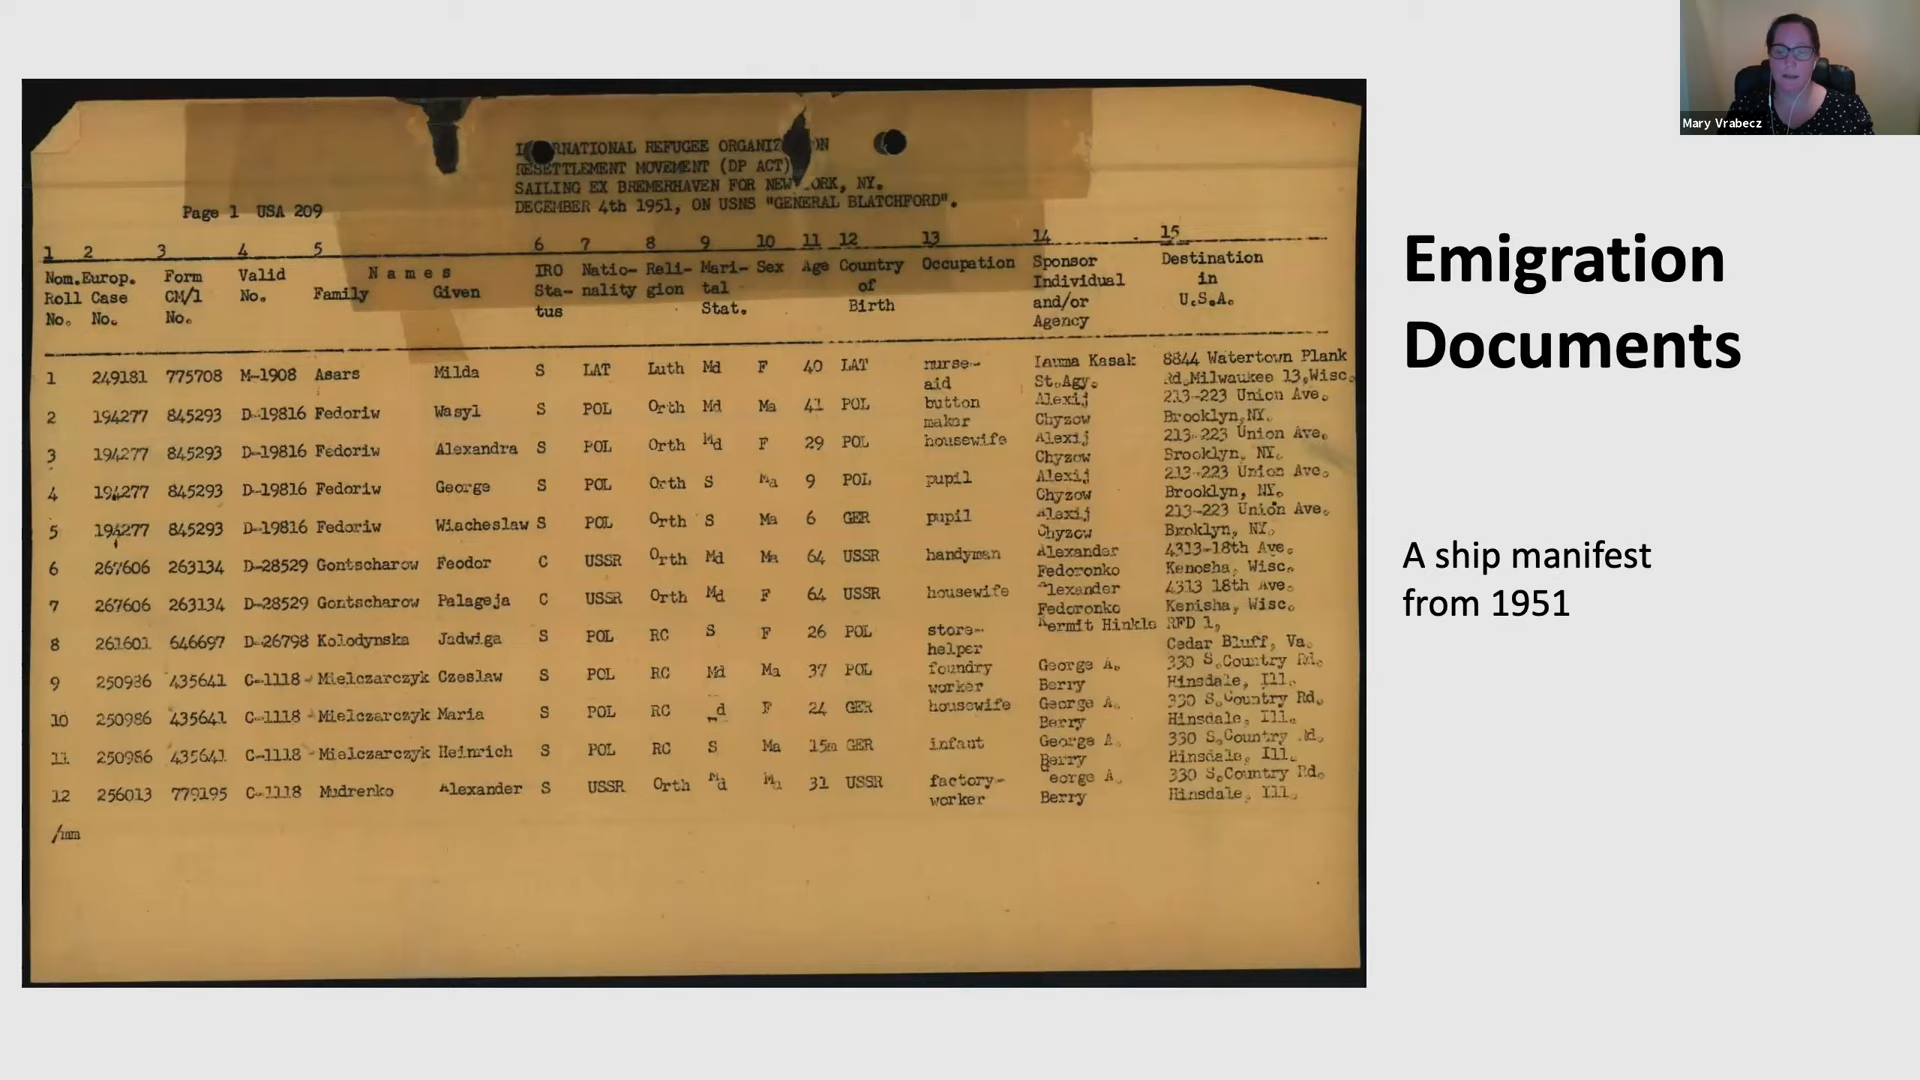 Mary Vrabecz
INTERNATIONAL REFUGEE ORGANIZATION
RESETTLEMENT MOVEMENT (DP ACT)
SAILING EX BREMERHAVEN FOR NEW YORK, NY.
Page 1 USA 209 DECEMBER 4th 1951, ON USNS "GENERAL BLATCHFORD".
1 2 3 4 5 6 7 8 9 10 11 12 13 14 15
Nom. Europ. Form Valid Names IRO Natio- Reli- Mari- Sex Age Country Occupation Sponsor Destination
Roll Case CM/1 No. Family Given Sta- nality gion tal of Individual in
No. No. No. tus Stat. Birth and/or U.S.A.
Agency
1 249181 775708 M-1908 Asars Milda S LAT Luth Md F 40 LAT nurse- Kasak 8844 Watertown Plank
aid St.Agy. Rd.Milwaukee 13,Wisc.
2 194277 845293 D-19816 Fedoriw Wasyl S POL Orth Md Ma 41 POL button Alexij 213-223 Union Ave.
maker Chyzow Brooklyn,NY.
3 194277 845293 D-19816 Fedoriw Alexandra S POL Orth Md F 29 POL housewife Alexij 213-223 Union Ave.
Chyzow Brooklyn, NY.
4 194277 845293 D-19816 Fedoriw George S POL Orth S Ma 9 POL pupil Alexij 213-223 Union Ave.
Chyzow Brooklyn, NY.
5 194277 845293 D-19816 Fedoriw Wiacheslaw S POL Orth S Ma 6 GER pupil Alexij 213-223 Union Ave.
Chyzow Broklyn, NY.
6 267606 263134 D-28529 Gontscharow Feodor C USSR Orth Md Ma 64 USSR handyman Alexander 4313-18th Ave.
Fedoronko Kenosha, Wisc.
7 267606 263134 D-28529 Gontscharow Palageja C USSR Orth Md F 64 USSR housewife Alexander 4313 18th Ave.
Fedoronko Kenisha, Wisc.
8 261601 646697 D-26798 Kolodynska Jadwiga S POL RC S F 26 POL store- Kermit Hinkle RFD 1,
helper Cedar Bluff, Va.
9 250986 435641 C-1118 Mielczarczyk Czeslaw S POL RC Md Ma 37 POL foundry George A. 330 S.Country Rd.
worker Berry Hinsdale, Ill.
10 250986 435641 C-1118 Mielczarczyk Maria S POL RC Md F 24 GER housewife George A. 330 S.Country Rd.
Berry Hinsdale, Ill.
11 250986 435641 C-1118 Mielczarczyk Heinrich S POL RC S Ma 15m GER infant George A. 330 S.Country Rd.
Berry Hinsdale, Ill.
12 256013 779195 C-1118 Mudrenko Alexander S USSR Orth Md Ma 31 USSR factory- George A. 330 S.Country Rd.
worker Berry Hinsdale, Ill.
/mm
Emigration
Documents
A ship manifest
from 1951